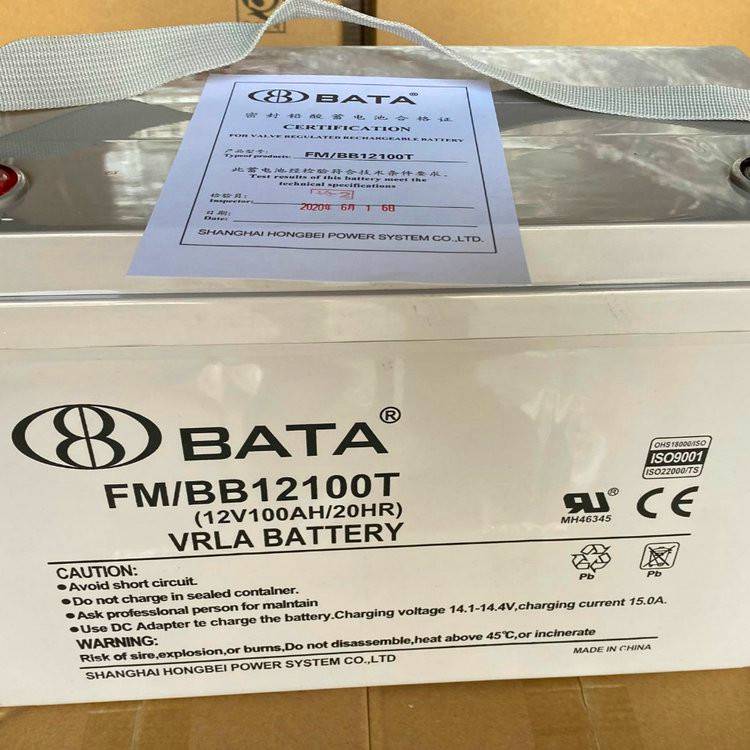 BATA®
密封铅酸蓄电池合格证
CERTIFICATION
FOR VALVE REGULATED RECHARGEABLE BATTERY
产品型号:
Typeof products: FM/BB12100T
此蓄电池经检验符合技术条件要求。
Test results of this battery meet the
technical specifications
检验员:
Inspector:
2020年 6月 1 6日
日期:
Date:
SHANGHAI HONGBEI POWER SYSTEM CO.,LTD.
BATA®
FM/BB12100T
(12V100AH/20HR)
VRLA BATTERY
OHS18000/ISO
ISO9001
ISO22000/TS
®
MH46345
CE
Pb
Pb
CAUTION:
●Avoid short circuit.
●Do not charge in sealed container.
●Ask professional person for maintain
●Use DC Adapter te charge the battery.Charging voltage 14.1-14.4V,charging current 15.0A.
WARNING:
Risk of sire,explosion,or burns,Do not disassemble,heat above 45℃,or incinerate
SHANGHAI HONGBEI POWER SYSTEM CO.,LTD
MADE IN CHINA